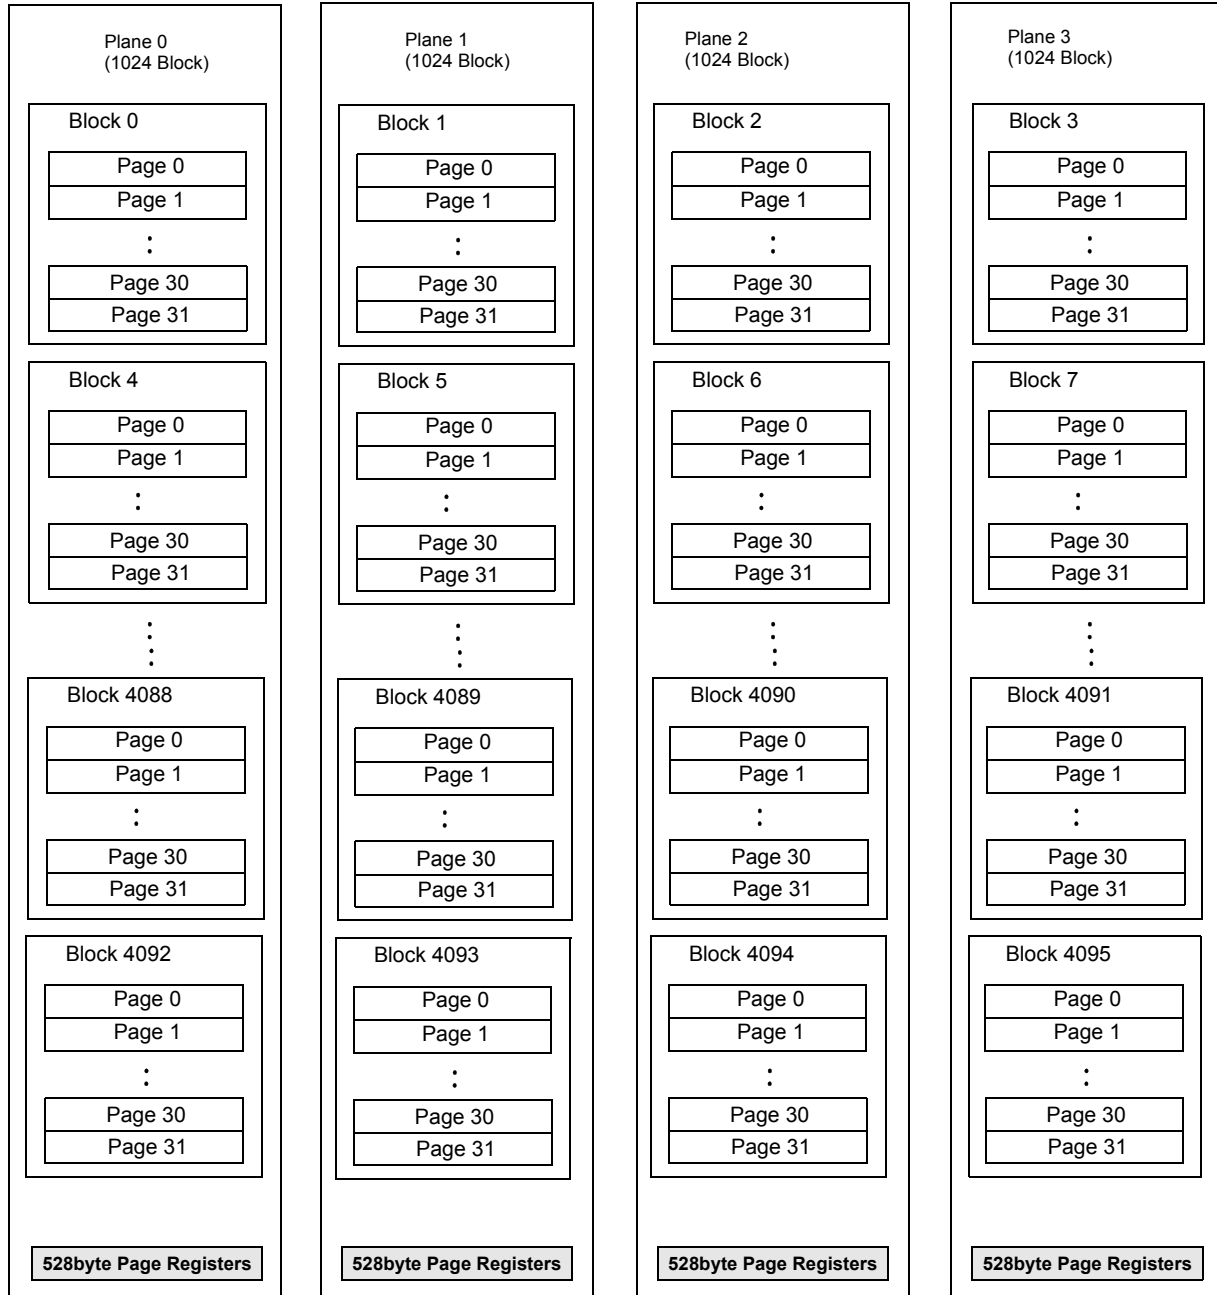 Plane 0
(1024 Block)
Block 0
Page 0
Page 1
Page 30
Page 31
Block 4
Page 0
Page 1
Page 30
Page 31
Block 4088
Page 0
Page 1
Page 30
Page 31
Block 4092
Page 0
Page 1
Page 30
Page 31
528byte Page Registers
Plane 1
(1024 Block)
Block 1
Page 0
Page 1
Page 30
Page 31
Block 5
Page 0
Page 1
Page 30
Page 31
Block 4089
Page 0
Page 1
Page 30
Page 31
Block 4093
Page 0
Page 1
Page 30
Page 31
528byte Page Registers
Plane 2
(1024 Block)
Block 2
Page 0
Page 1
Page 30
Page 31
Block 6
Page 0
Page 1
Page 30
Page 31
Block 4090
Page 0
Page 1
Page 30
Page 31
Block 4094
Page 0
Page 1
Page 30
Page 31
528byte Page Registers
Plane 3
(1024 Block)
Block 3
Page 0
Page 1
Page 30
Page 31
Block 7
Page 0
Page 1
Page 30
Page 31
Block 4091
Page 0
Page 1
Page 30
Page 31
Block 4095
Page 0
Page 1
Page 30
Page 31
528byte Page Registers